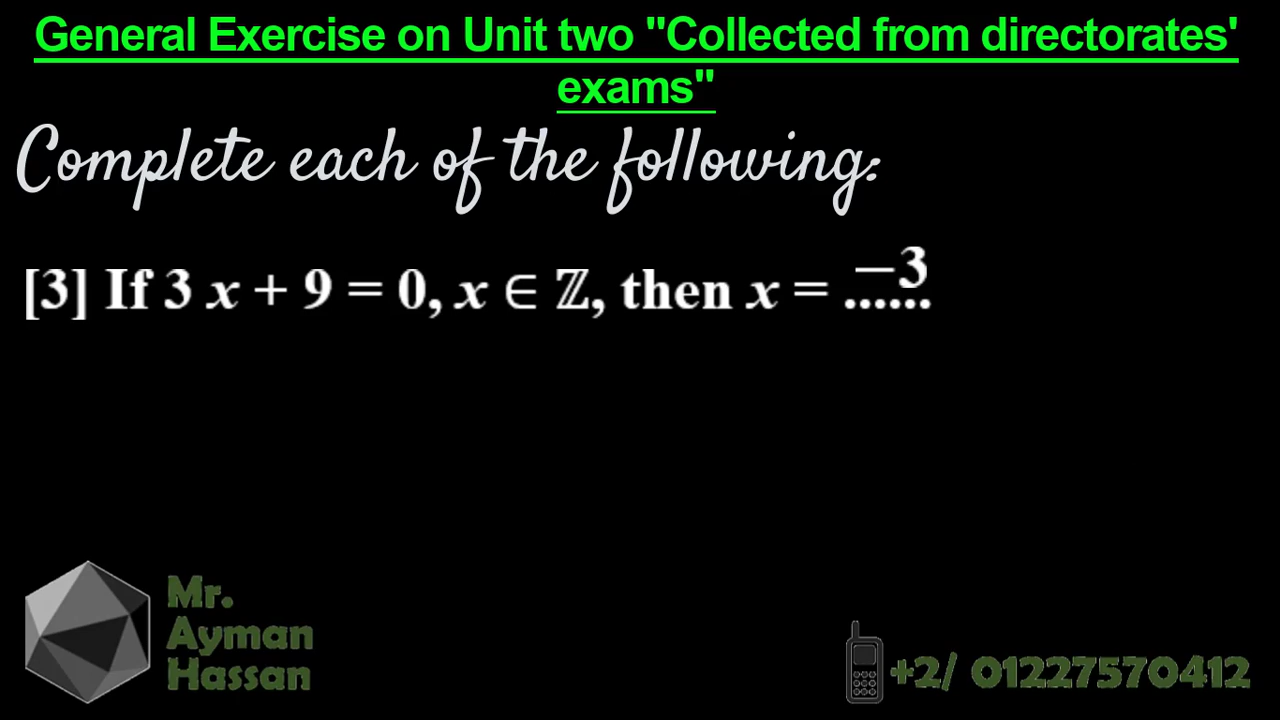 General Exercise on Unit two "Collected from directorates'
exams"
Complete each of the following:
[3] If 3 x + 9 = 0, x ∈ ℤ, then x = ...... −3
Mr.
Ayman
Hassan
+2/ 01227570412